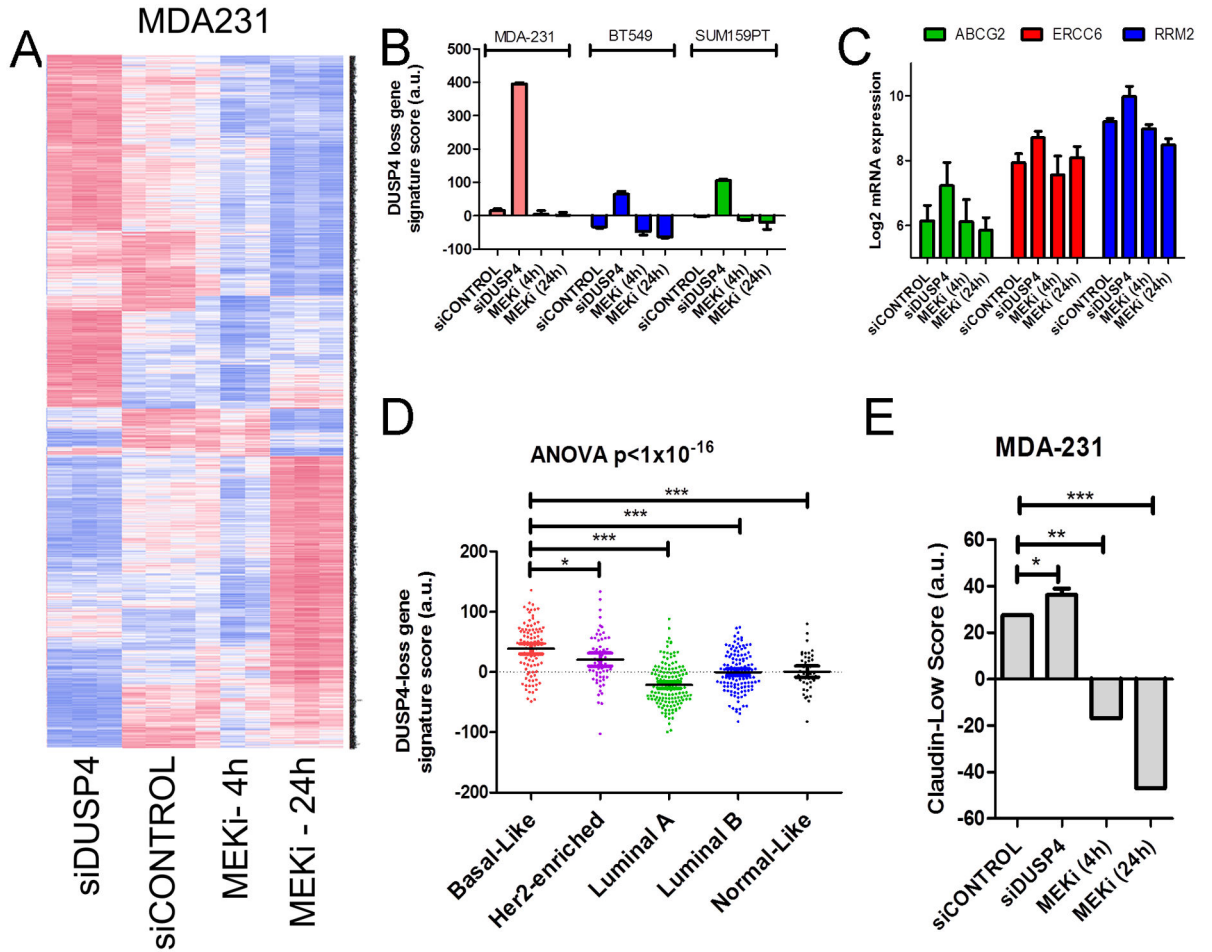 A
MDA231
siDUSP4
siCONTROL
MEKi- 4h
MEKi - 24h
B
MDA-231 BT549 SUM159PT
DUSP4 loss gene
signature score (a.u.)
500
400
300
200
100
0
-100
siCONTROL
siDUSP4
MEKi (4h)
MEKi (24h)
siCONTROL
siDUSP4
MEKi (4h)
MEKi (24h)
siCONTROL
siDUSP4
MEKi (4h)
MEKi (24h)
C
ABCG2 ERCC6 RRM2
Log2 mRNA expression
10
8
6
siCONTROL
siDUSP4
MEKi (4h)
MEKi (24h)
siCONTROL
siDUSP4
MEKi (4h)
MEKi (24h)
siCONTROL
siDUSP4
MEKi (4h)
MEKi (24h)
D
ANOVA p<1x10-16
***
***
***
*
DUSP4-loss gene
signature score (a.u.)
200
100
0
-100
-200
Basal-Like
Her2-enriched
Luminal A
Luminal B
Normal-Like
E
MDA-231
***
**
*
Claudin-Low Score (a.u.)
60
40
20
0
-20
-40
-60
siCONTROL
siDUSP4
MEKi (4h)
MEKi (24h)